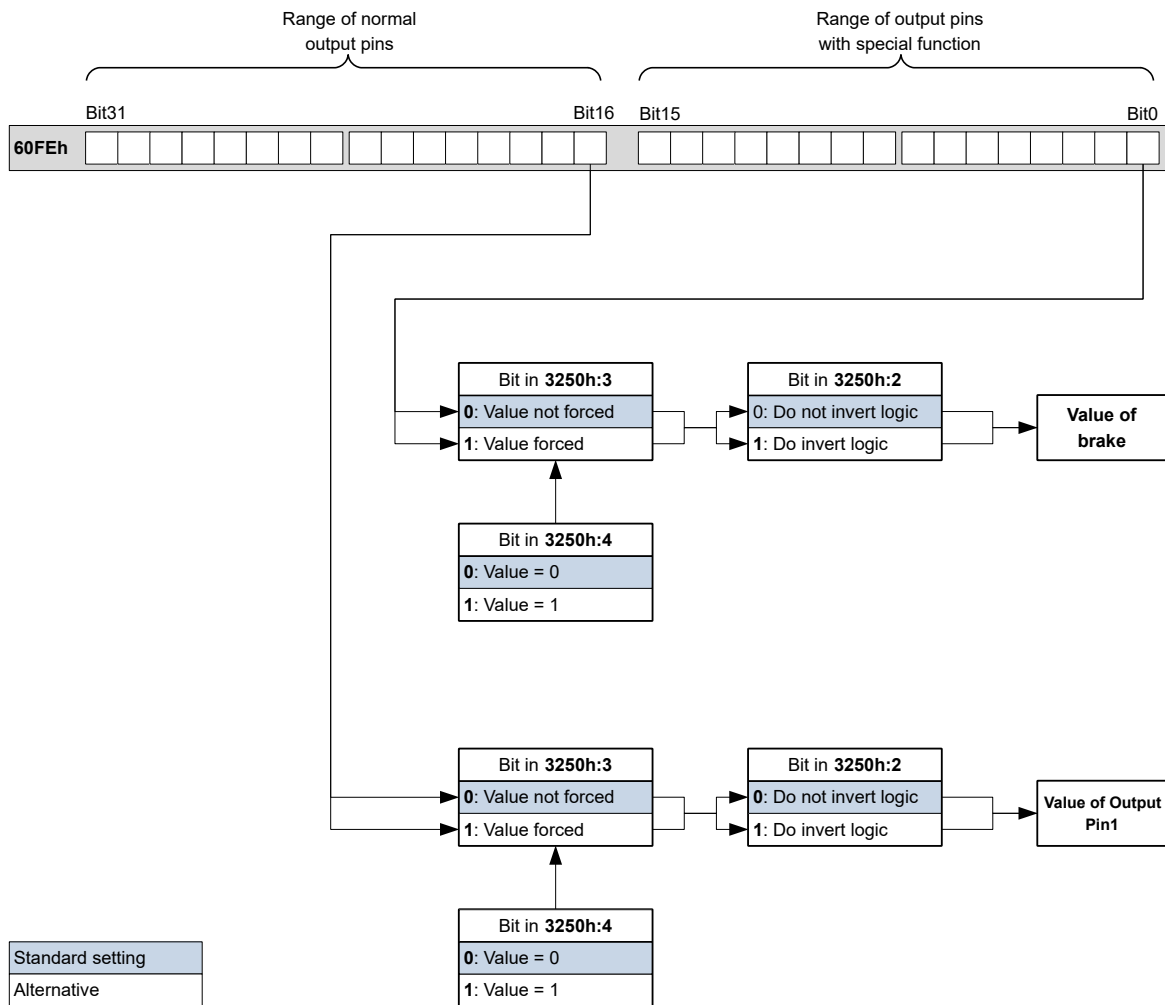 Range of normal
output pins
Range of output pins
with special function
Bit31
Bit16
Bit15
Bit0
60FEh
Bit in 3250h:3
0: Value not forced
1: Value forced
Bit in 3250h:2
0: Do not invert logic
1: Do invert logic
Value of
brake
Bit in 3250h:4
0: Value = 0
1: Value = 1
Bit in 3250h:3
0: Value not forced
1: Value forced
Bit in 3250h:2
0: Do not invert logic
1: Do invert logic
Value of Output
Pin1
Bit in 3250h:4
0: Value = 0
1: Value = 1
Standard setting
Alternative